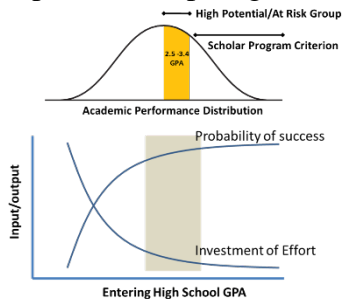 High Potential/At Risk Group
Scholar Program Criterion
2.5 -3.4
GPA
Academic Performance Distribution
Probability of success
Input/output
Investment of Effort
Entering High School GPA